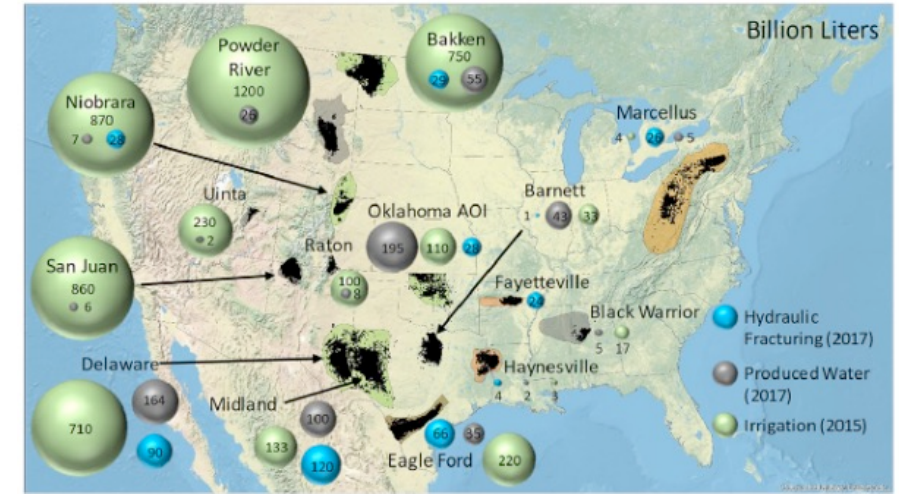 Billion Liters
Powder
River
1200
26
Bakken
750
29 55
Niobrara
870
7 28
Marcellus
4 26 5
Uinta
230
2
Oklahoma AOI
195 110 28
Barnett
1 43 33
San Juan
860
6
Raton
100
8
Fayetteville
24
Black Warrior
5 17
Delaware
710
164
90
Midland
100
133
120
Haynesville
4 2 3
66 35
Eagle Ford
220
Hydraulic
Fracturing (2017)
Produced Water
(2017)
Irrigation (2015)